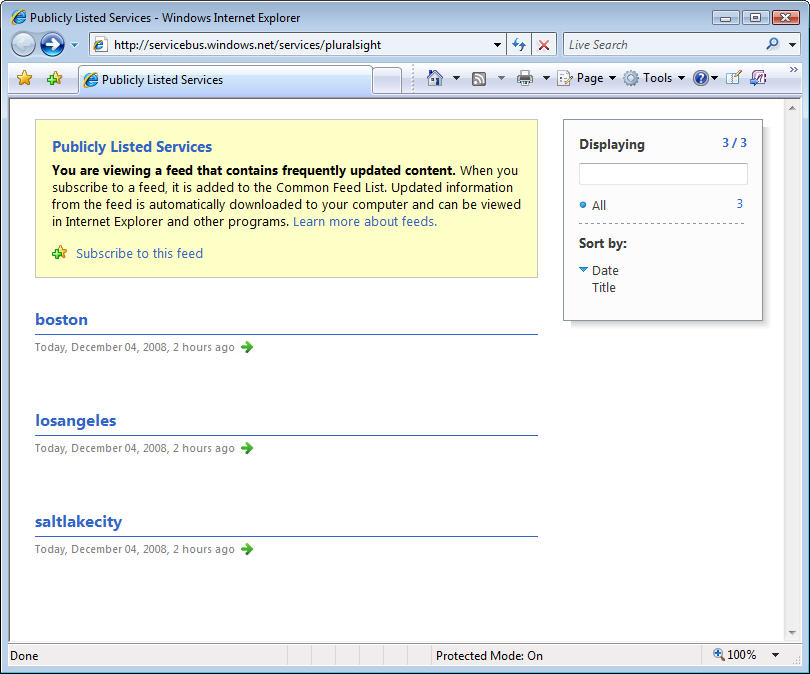 Publicly Listed Services - Windows Internet Explorer
http://servicebus.windows.net/services/pluralsight
Live Search
Publicly Listed Services
Page
Tools
Publicly Listed Services
You are viewing a feed that contains frequently updated content. When you
subscribe to a feed, it is added to the Common Feed List. Updated information
from the feed is automatically downloaded to your computer and can be viewed
in Internet Explorer and other programs. Learn more about feeds.
Subscribe to this feed
Displaying 3 / 3
All 3
Sort by:
Date
Title
boston
Today, December 04, 2008, 2 hours ago
losangeles
Today, December 04, 2008, 2 hours ago
saltlakecity
Today, December 04, 2008, 2 hours ago
Done
Protected Mode: On
100%